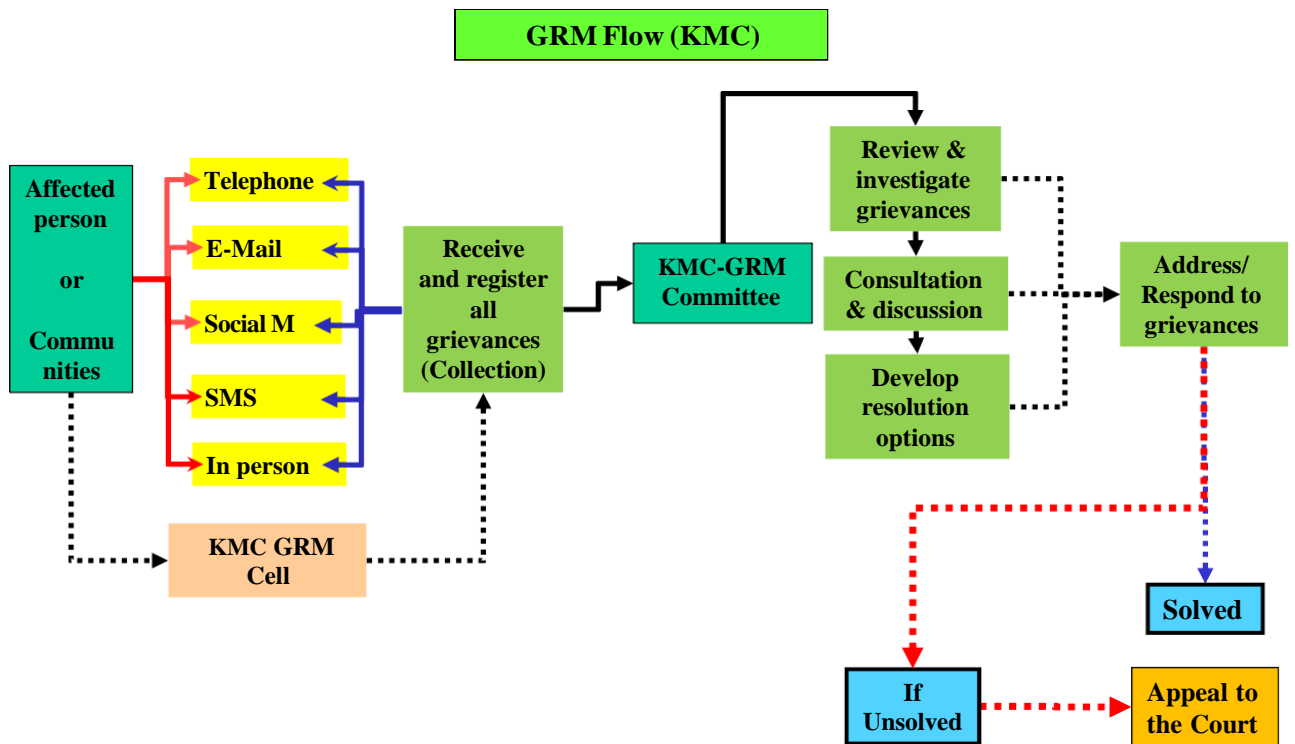 GRM Flow (KMC)
Affected
person
or
Commu
nities
Telephone
E-Mail
Social M
SMS
In person
KMC GRM
Cell
Receive
and register
all
grievances
(Collection)
KMC-GRM
Committee
Review &
investigate
grievances
Consultation
& discussion
Develop
resolution
options
Address/
Respond to
grievances
Solved
If
Unsolved
Appeal to
the Court